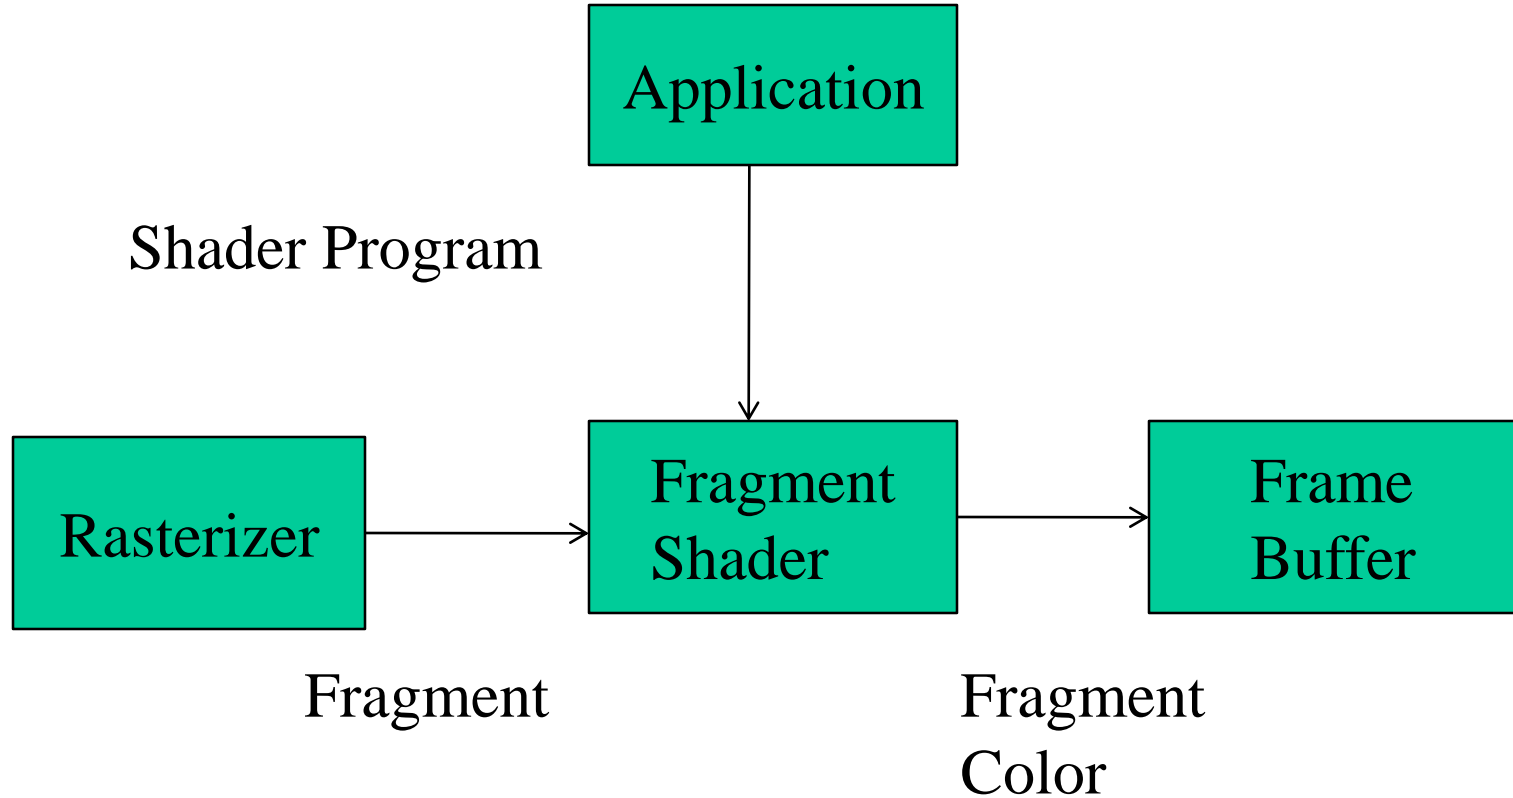 Application
Shader Program
Rasterizer
Fragment
Shader
Frame
Buffer
Fragment
Fragment
Color